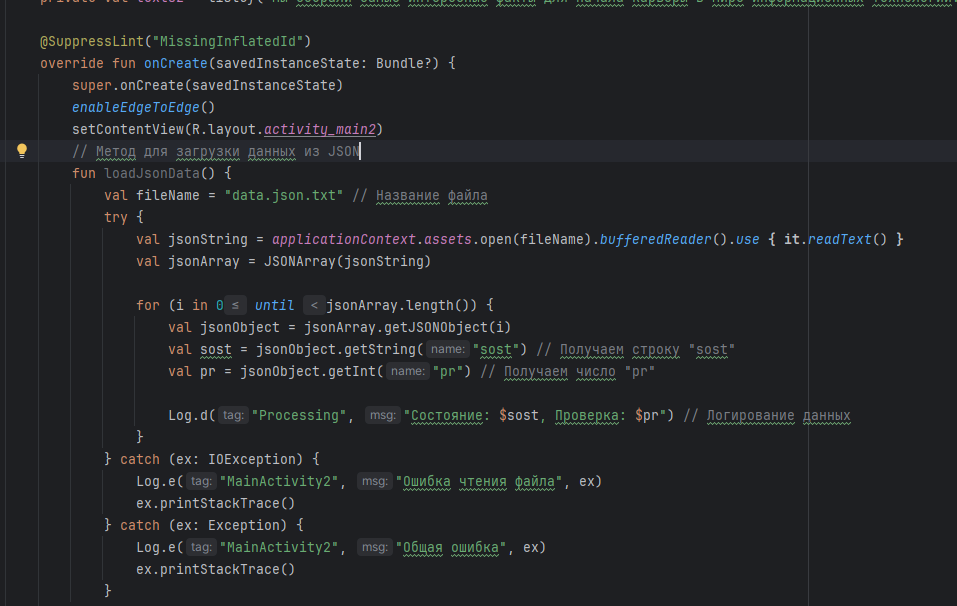 @SuppressLint("MissingInflatedId")
override fun onCreate(savedInstanceState: Bundle?) {
super.onCreate(savedInstanceState)
enableEdgeToEdge()
setContentView(R.layout.activity_main2)
// Метод для загрузки данных из JSON
fun loadJsonData() {
val fileName = "data.json.txt" // Название файла
try {
val jsonString = applicationContext.assets.open(fileName).bufferedReader().use { it.readText() }
val jsonArray = JSONArray(jsonString)
for (i in 0 ≤ until < jsonArray.length()) {
val jsonObject = jsonArray.getJSONObject(i)
val sost = jsonObject.getString( name: "sost") // Получаем строку "sost"
val pr = jsonObject.getInt( name: "pr") // Получаем число "pr"
Log.d( tag: "Processing", msg: "Состояние: $sost, Проверка: $pr") // Логирование данных
}
} catch (ex: IOException) {
Log.e( tag: "MainActivity2", msg: "Ошибка чтения файла", ex)
ex.printStackTrace()
} catch (ex: Exception) {
Log.e( tag: "MainActivity2", msg: "Общая ошибка", ex)
ex.printStackTrace()
}